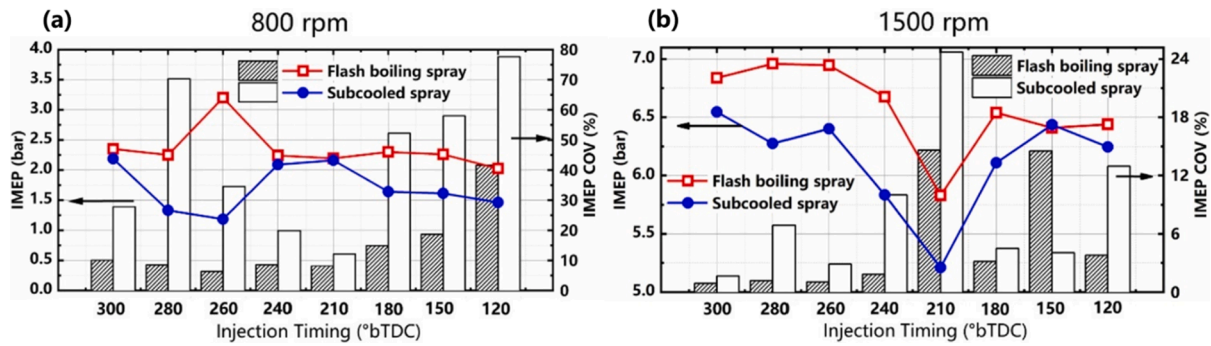 (a) 800 rpm
4.0
3.5
3.0
2.5
2.0
1.5
1.0
0.5
0.0
IMEP (bar)
Flash boiling spray
Subcooled spray
80
70
60
50
40
30
20
10
0
IMEP COV (%)
300 280 260 240 210 180 150 120
Injection Timing (°bTDC)
(b) 1500 rpm
7.0
6.5
6.0
5.5
5.0
IMEP (bar)
Flash boiling spray
Subcooled spray
Flash boiling spray
Subcooled spray
24
18
12
6
0
IMEP COV (%)
300 280 260 240 210 180 150 120
Injection Timing (°bTDC)